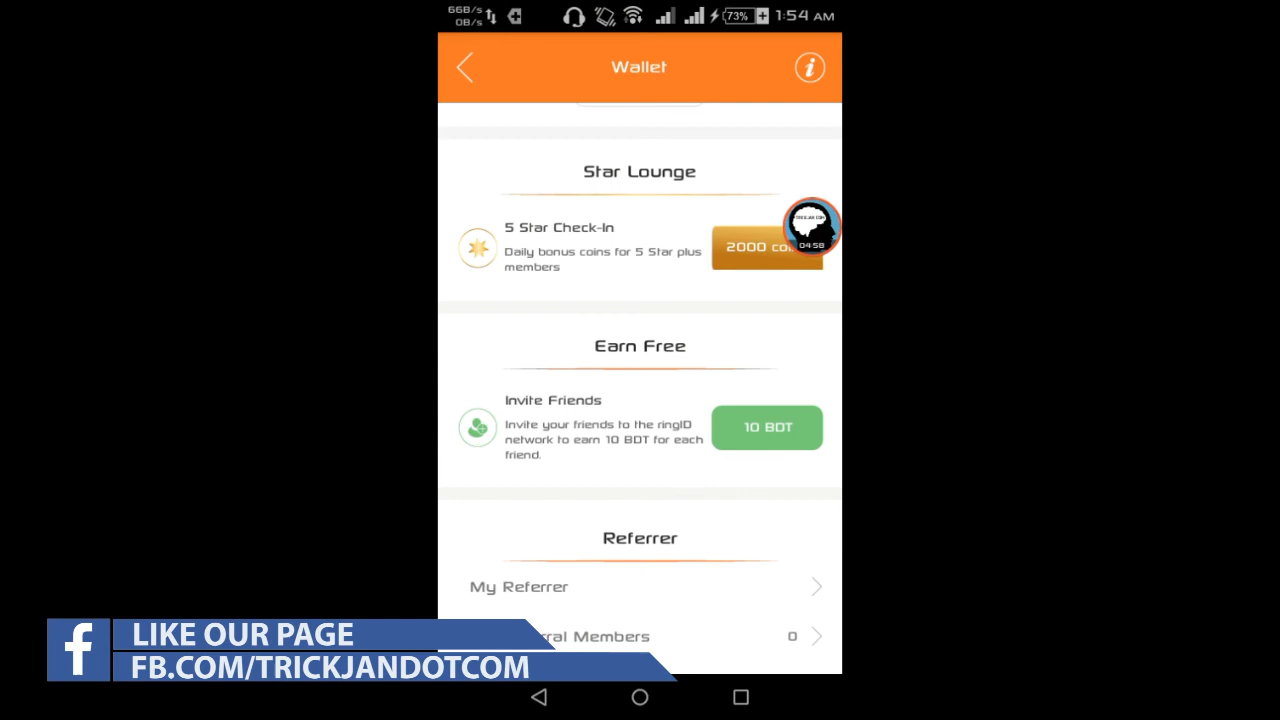 66B/s
0B/s
73%
1:54 AM
Wallet
Star Lounge
5 Star Check-In
Daily bonus coins for 5 Star plus
members
2000
04:58
Earn Free
Invite Friends
Invite your friends to the ringID
network to earn 10 BDT for each
friend.
10 BDT
Referrer
My Referrer
Members
0
LIKE OUR PAGE
FB.COM/TRICKJANDOTCOM